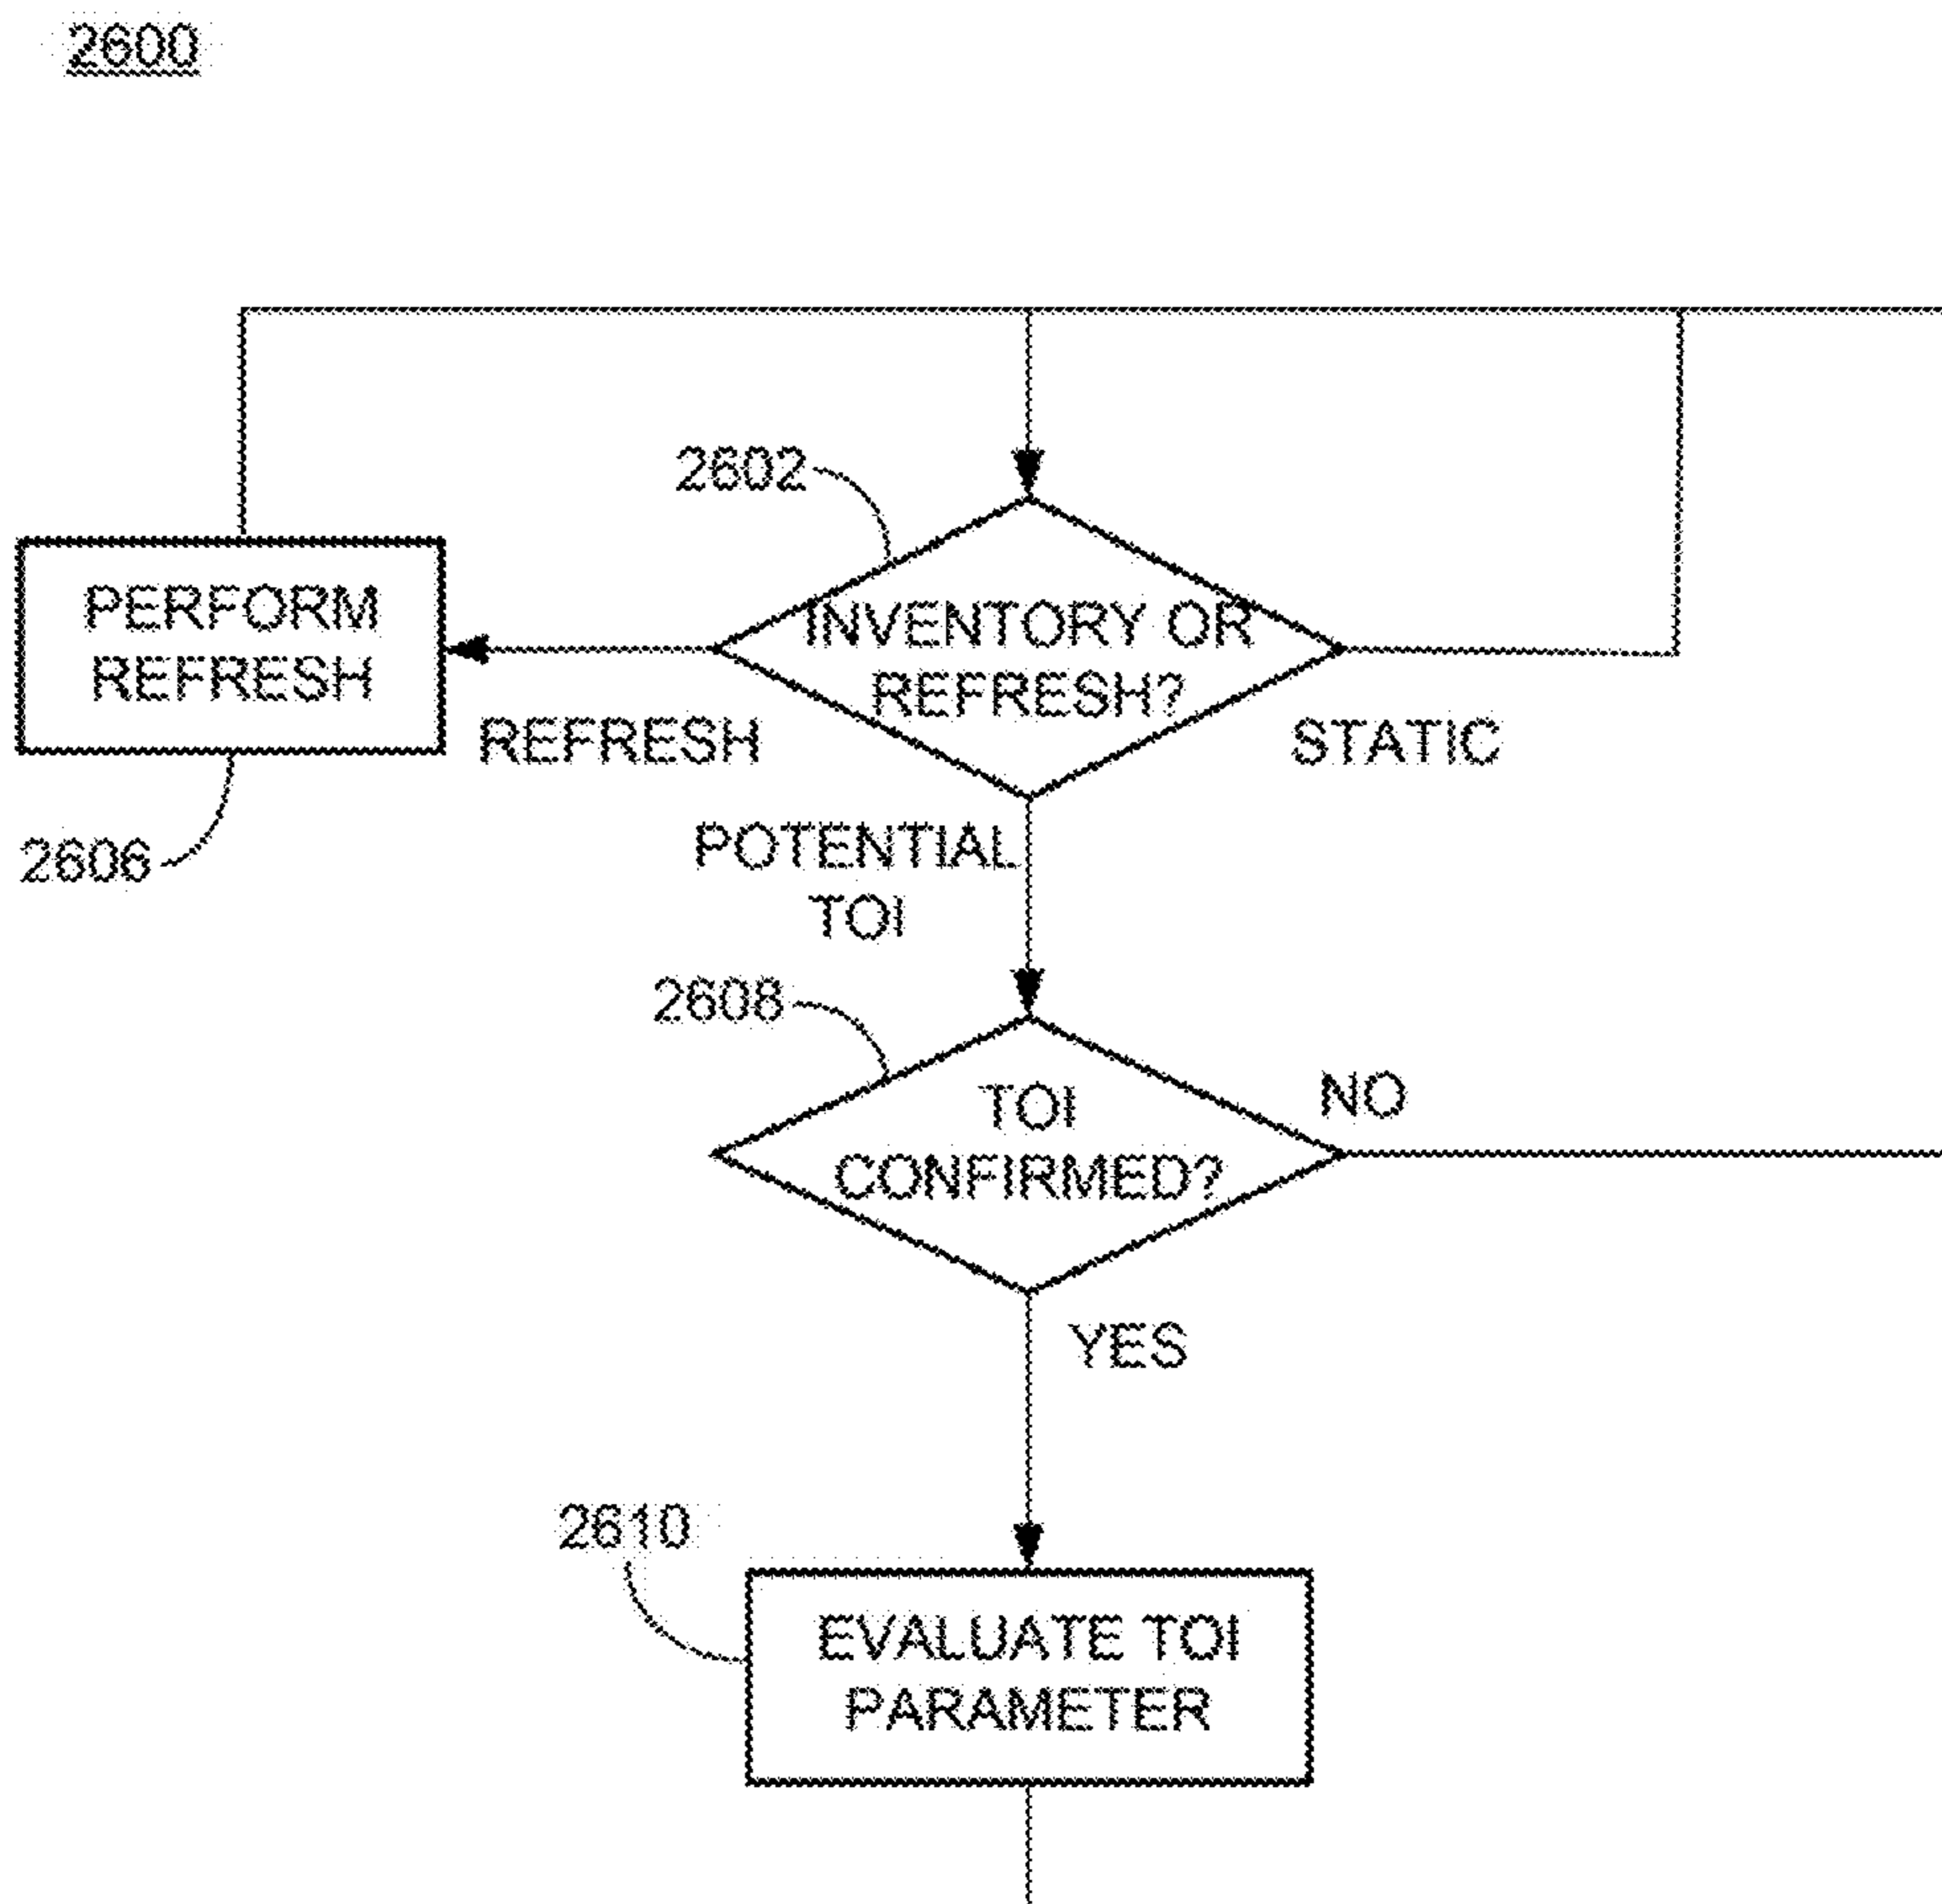 2600
2602
INVENTORY OR
REFRESH?
PERFORM
REFRESH
REFRESH
STATIC
2606
POTENTIAL
TOI
2608
TOI
CONFIRMED?
NO
YES
2610
EVALUATE TOI
PARAMETER